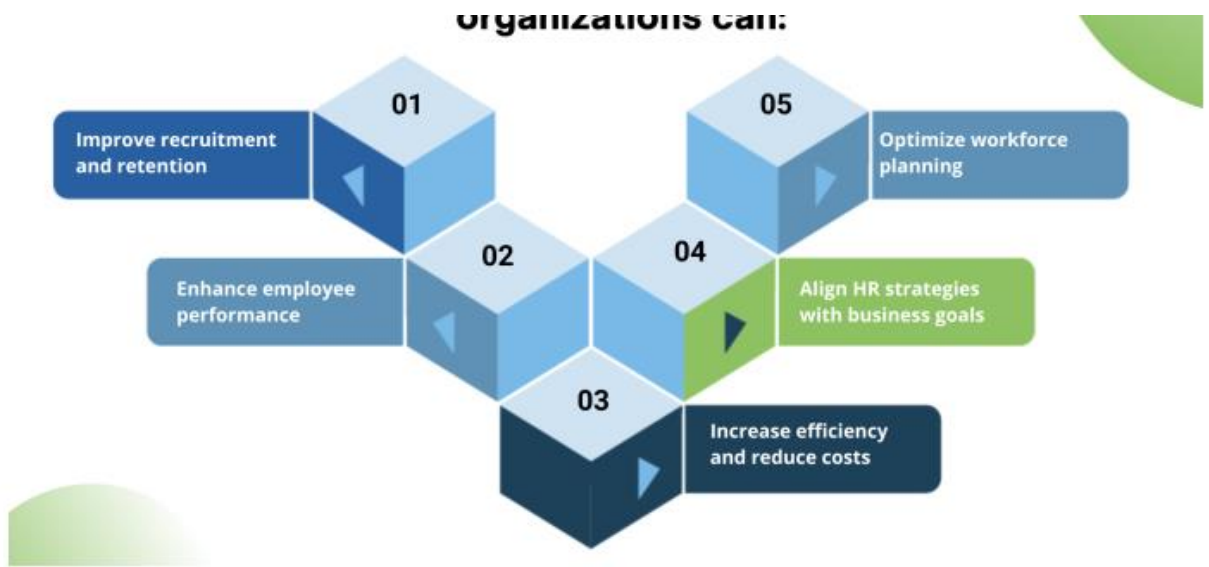 organizations can:
01
Improve recruitment
and retention
02
Enhance employee
performance
03
Increase efficiency
and reduce costs
04
Align HR strategies
with business goals
05
Optimize workforce
planning